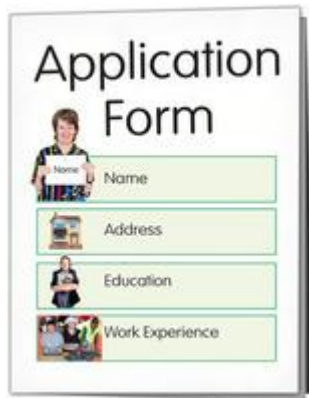 Application
Form
Name
Name
Address
Education
Work Experience